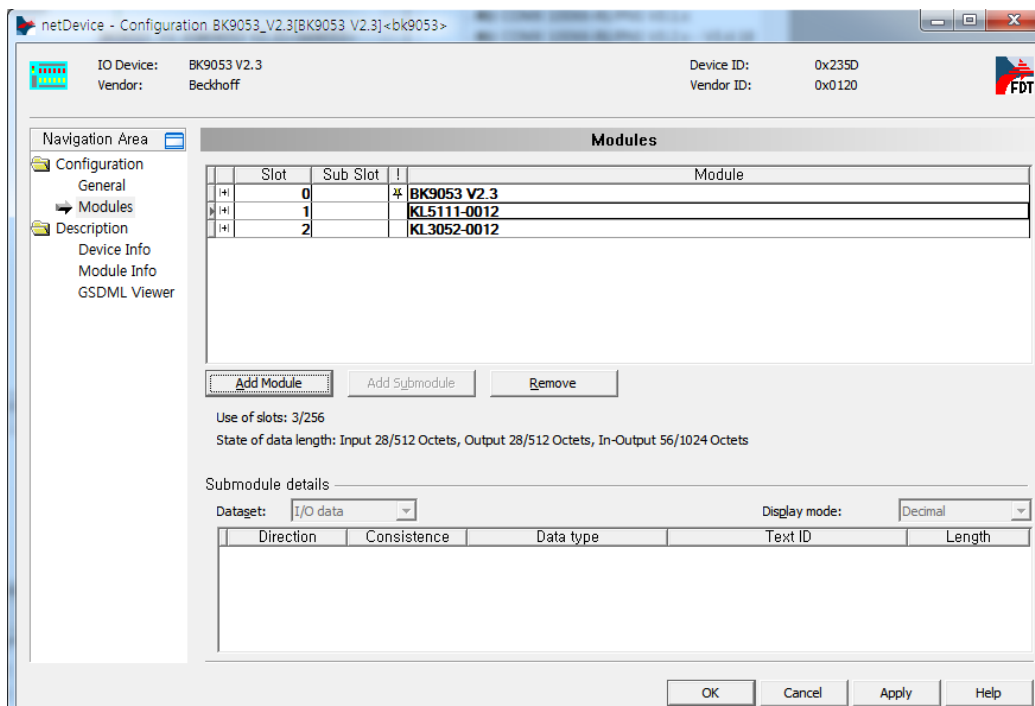 netDevice - Configuration BK9053_V2.3[BK9053 V2.3]<bk9053>
IO Device: BK9053 V2.3 Device ID: 0x235D
Vendor: Beckhoff Vendor ID: 0x0120
FDT
Navigation Area
Configuration
General
Modules
Description
Device Info
Module Info
GSDML Viewer
Modules
Slot Sub Slot ! Module
0 BK9053 V2.3
1 KL5111-0012
2 KL3052-0012
Add Module Add Submodule Remove
Use of slots: 3/256
State of data length: Input 28/512 Octets, Output 28/512 Octets, In-Output 56/1024 Octets
Submodule details
Dataset: I/O data Display mode: Decimal
Direction Consistence Data type Text ID Length
OK Cancel Apply Help